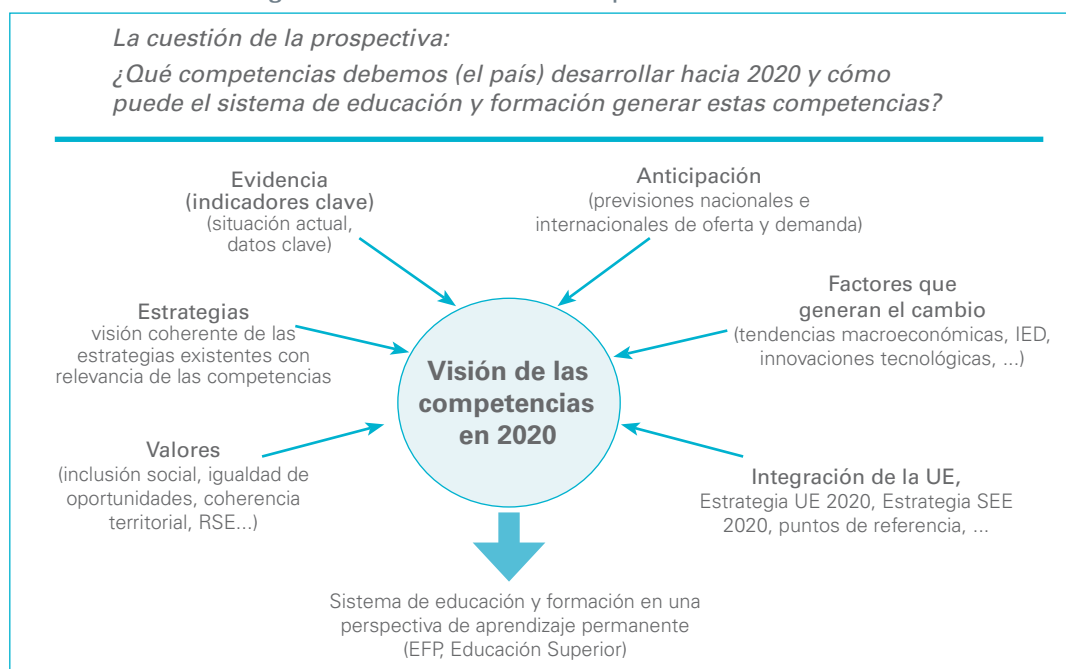 La cuestión de la prospectiva:
¿Qué competencias debemos (el país) desarrollar hacia 2020 y cómo
puede el sistema de educación y formación generar estas competencias?
Evidencia
(indicadores clave)
(situación actual,
datos clave)
Anticipación
(previsiones nacionales e
internacionales de oferta y demanda)
Estrategias
visión coherente de las
estrategias existentes con
relevancia de las competencias
Factores que
generan el cambio
(tendencias macroeconómicas, IED,
innovaciones tecnológicas, ...)
Visión de las
competencias
en 2020
Valores
(inclusión social, igualdad de
oportunidades, coherencia
territorial, RSE...)
Integración de la UE,
Estrategia UE 2020, Estrategia SEE
2020, puntos de referencia, ...
Sistema de educación y formación en una
perspectiva de aprendizaje permanente
(EFP, Educación Superior)